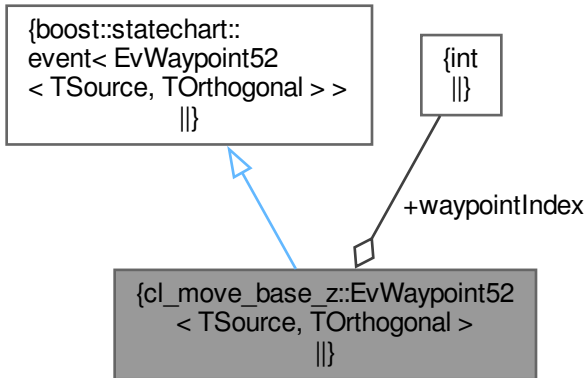 {boost::statechart::
event< EvWaypoint52
< TSource, TOrthogonal > >
||}
{int
||}
+waypointIndex
{cl_move_base_z::EvWaypoint52
< TSource, TOrthogonal >
||}